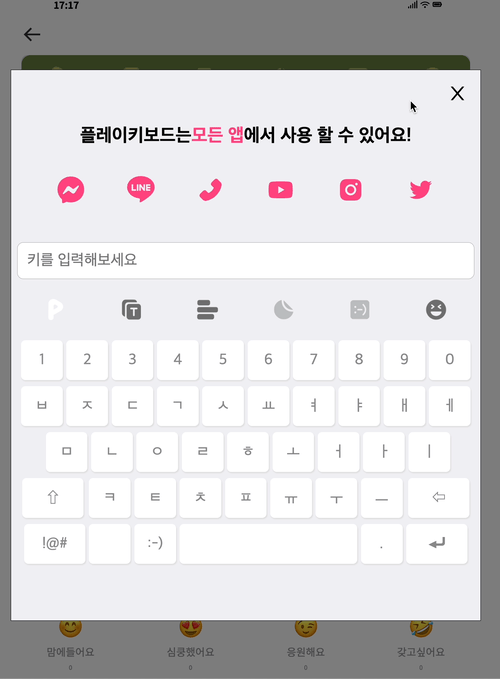 17:17
플레이키보드는모든 앱에서 사용 할 수 있어요!
LINE
키를 입력해보세요
P T :-)
1 2 3 4 5 6 7 8 9 0
ㅂ ㅈ ㄷ ㄱ ㅅ ㅛ ㅕ ㅑ ㅐ ㅔ
ㅁ ㄴ ㅇ ㄹ ㅎ ㅗ ㅓ ㅏ ㅣ
ㅋ ㅌ ㅊ ㅍ ㅠ ㅜ ㅡ
!@# :-) .
맘에들어요 심쿵했어요 응원해요 갖고싶어요
0 0 0 0